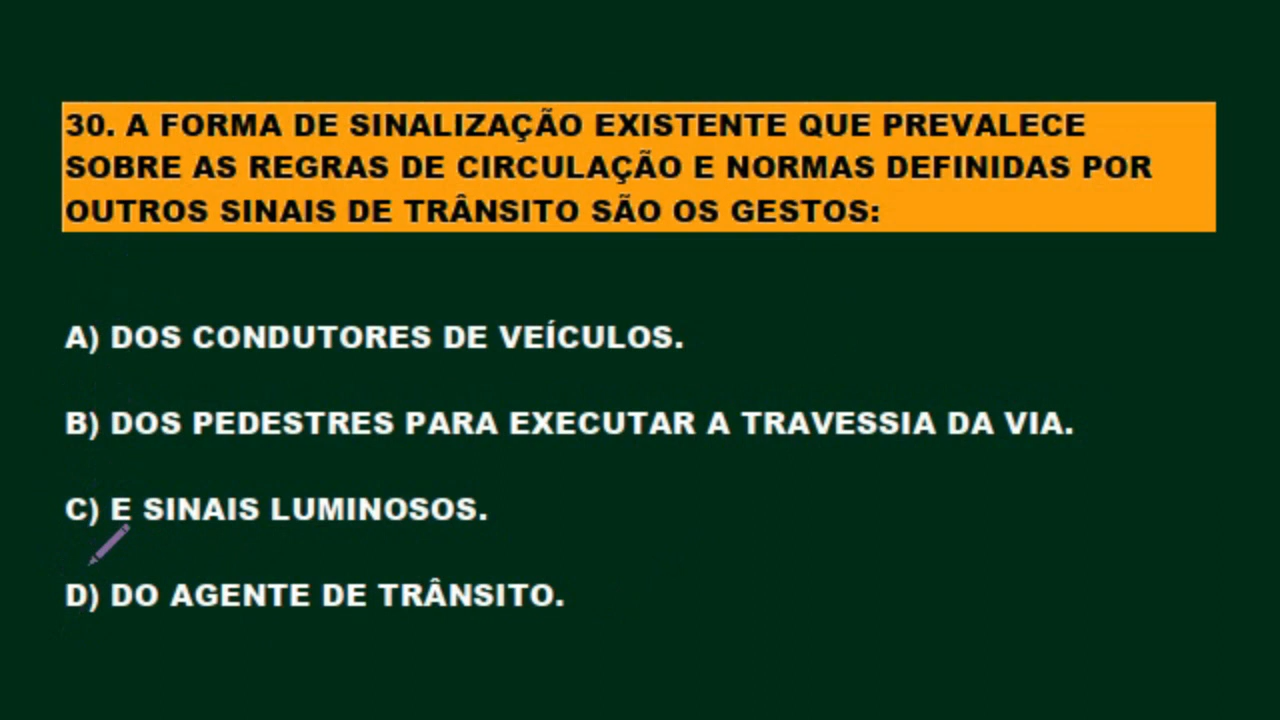 30. A FORMA DE SINALIZAÇÃO EXISTENTE QUE PREVALECE
SOBRE AS REGRAS DE CIRCULAÇÃO E NORMAS DEFINIDAS POR
OUTROS SINAIS DE TRÂNSITO SÃO OS GESTOS:
A) DOS CONDUTORES DE VEÍCULOS.
B) DOS PEDESTRES PARA EXECUTAR A TRAVESSIA DA VIA.
C) E SINAIS LUMINOSOS.
D) DO AGENTE DE TRÂNSITO.